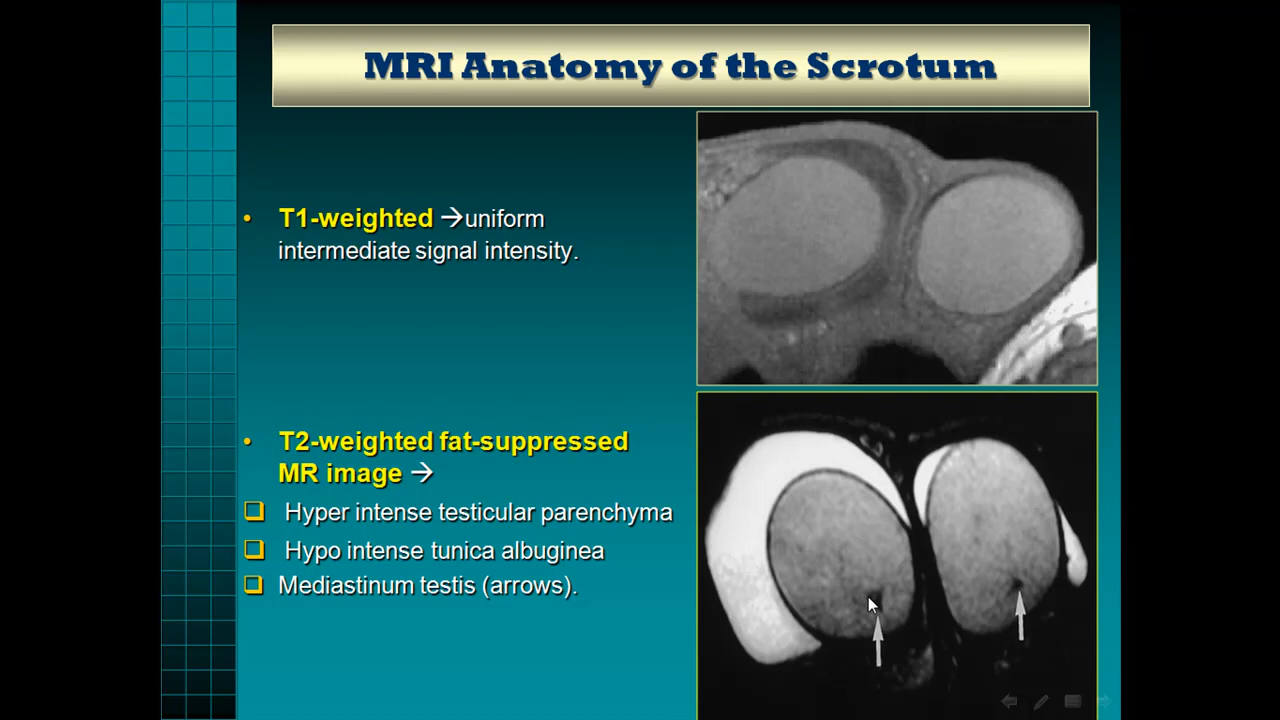 MRI Anatomy of the Scrotum
• T1-weighted →uniform
intermediate signal intensity.
• T2-weighted fat-suppressed
MR image →
❑ Hyper intense testicular parenchyma
❑ Hypo intense tunica albuginea
❑ Mediastinum testis (arrows).